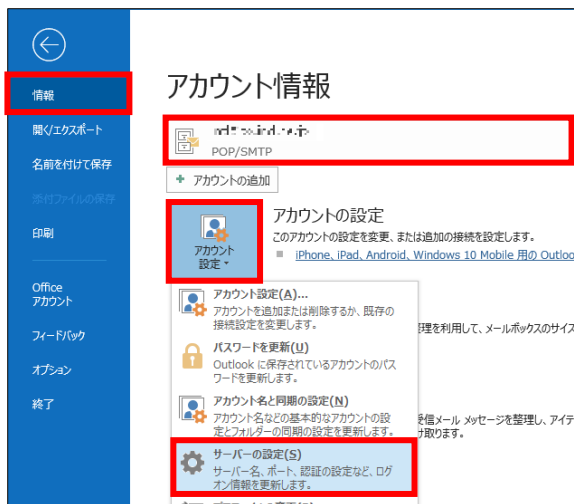 アカウント情報
情報
開く/エクスポート
名前を付けて保存
添付ファイルの保存
印刷
Office
アカウント
フィードバック
オプション
終了
POP/SMTP
+ アカウントの追加
アカウント
設定
アカウントの設定
このアカウントの設定を変更、または追加の接続を設定します。
iPhone、iPad、Android、Windows 10 Mobile 用の Outloo
アカウント設定(A)...
アカウントを追加または削除するか、既存の
接続設定を変更します。
パスワードを更新(U)
Outlook に保存されているアカウントのパス
ワードを更新します。
アカウント名と同期の設定(N)
アカウント名などの基本的なアカウントの設
定とフォルダーの同期の設定を更新します。
サーバーの設定(S)
サーバー名、ポート、認証の設定など、ログ
オン情報を更新します。
理を利用して、メールボックスのサイズ
受信メール メッセージを整理し、アイテ
け取ります。